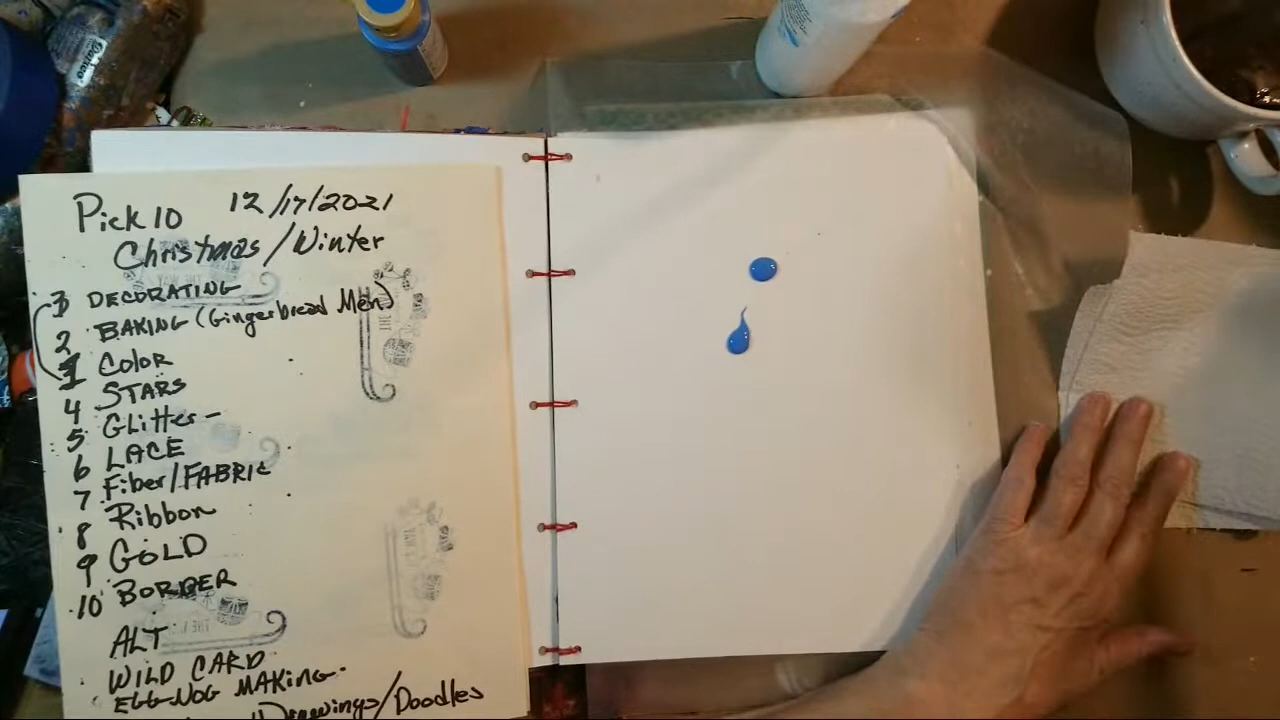 Pick 10 12/17/2021
Christmas/Winter
3 DECORATING
2 BAKING (Gingerbread Men)
1 Color
4 STARS
5 Glitter -
6 LACE
7 Fiber/FABRIC
8 Ribbon
9 GOLD
10 BORDER
ALT
WILD CARD
EGG-NOG MAKING
Drawings/Doodles